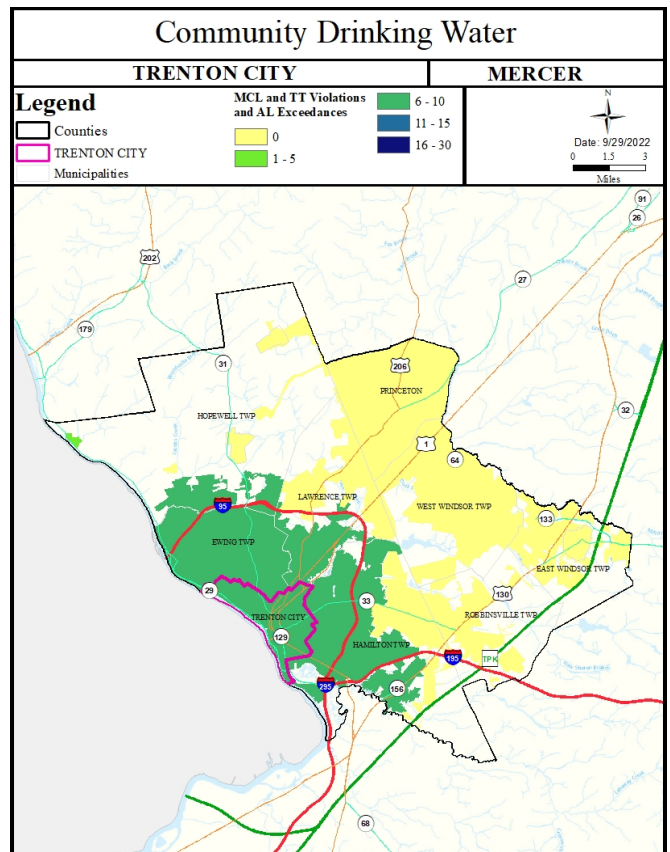 Community Drinking Water
TRENTON CITY
MERCER
Legend
Counties
TRENTON CITY
Municipalities
MCL and TT Violations
and AL Exceedances
0
1 - 5
6 - 10
11 - 15
16 - 30
N
Date: 9/29/2022
0 1.5 3
Miles
91
26
202
27
179
31
206
PRINCETON
HOPEWELL TWP
32
1
64
LAWRENCE TWP
WEST WINDSOR TWP
95
133
EWING TWP
EAST WINDSOR TWP
29
130
33
ROBBINSVILLE TWP
TRENTON CITY
129
HAMILTON TWP
195
TPK
295
156
68